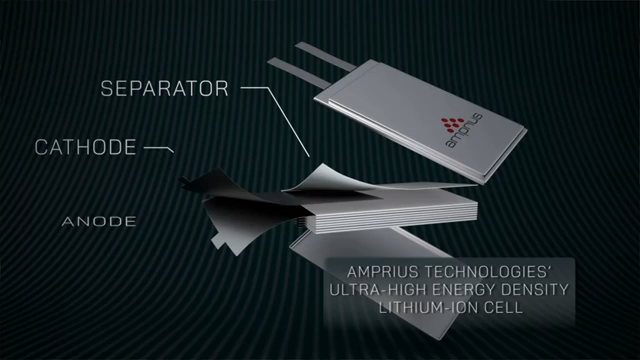 SEPARATOR
amprius
CATHODE
ANODE
AMPRIUS TECHNOLOGIES'
ULTRA-HIGH ENERGY DENSITY
LITHIUM-ION CELL